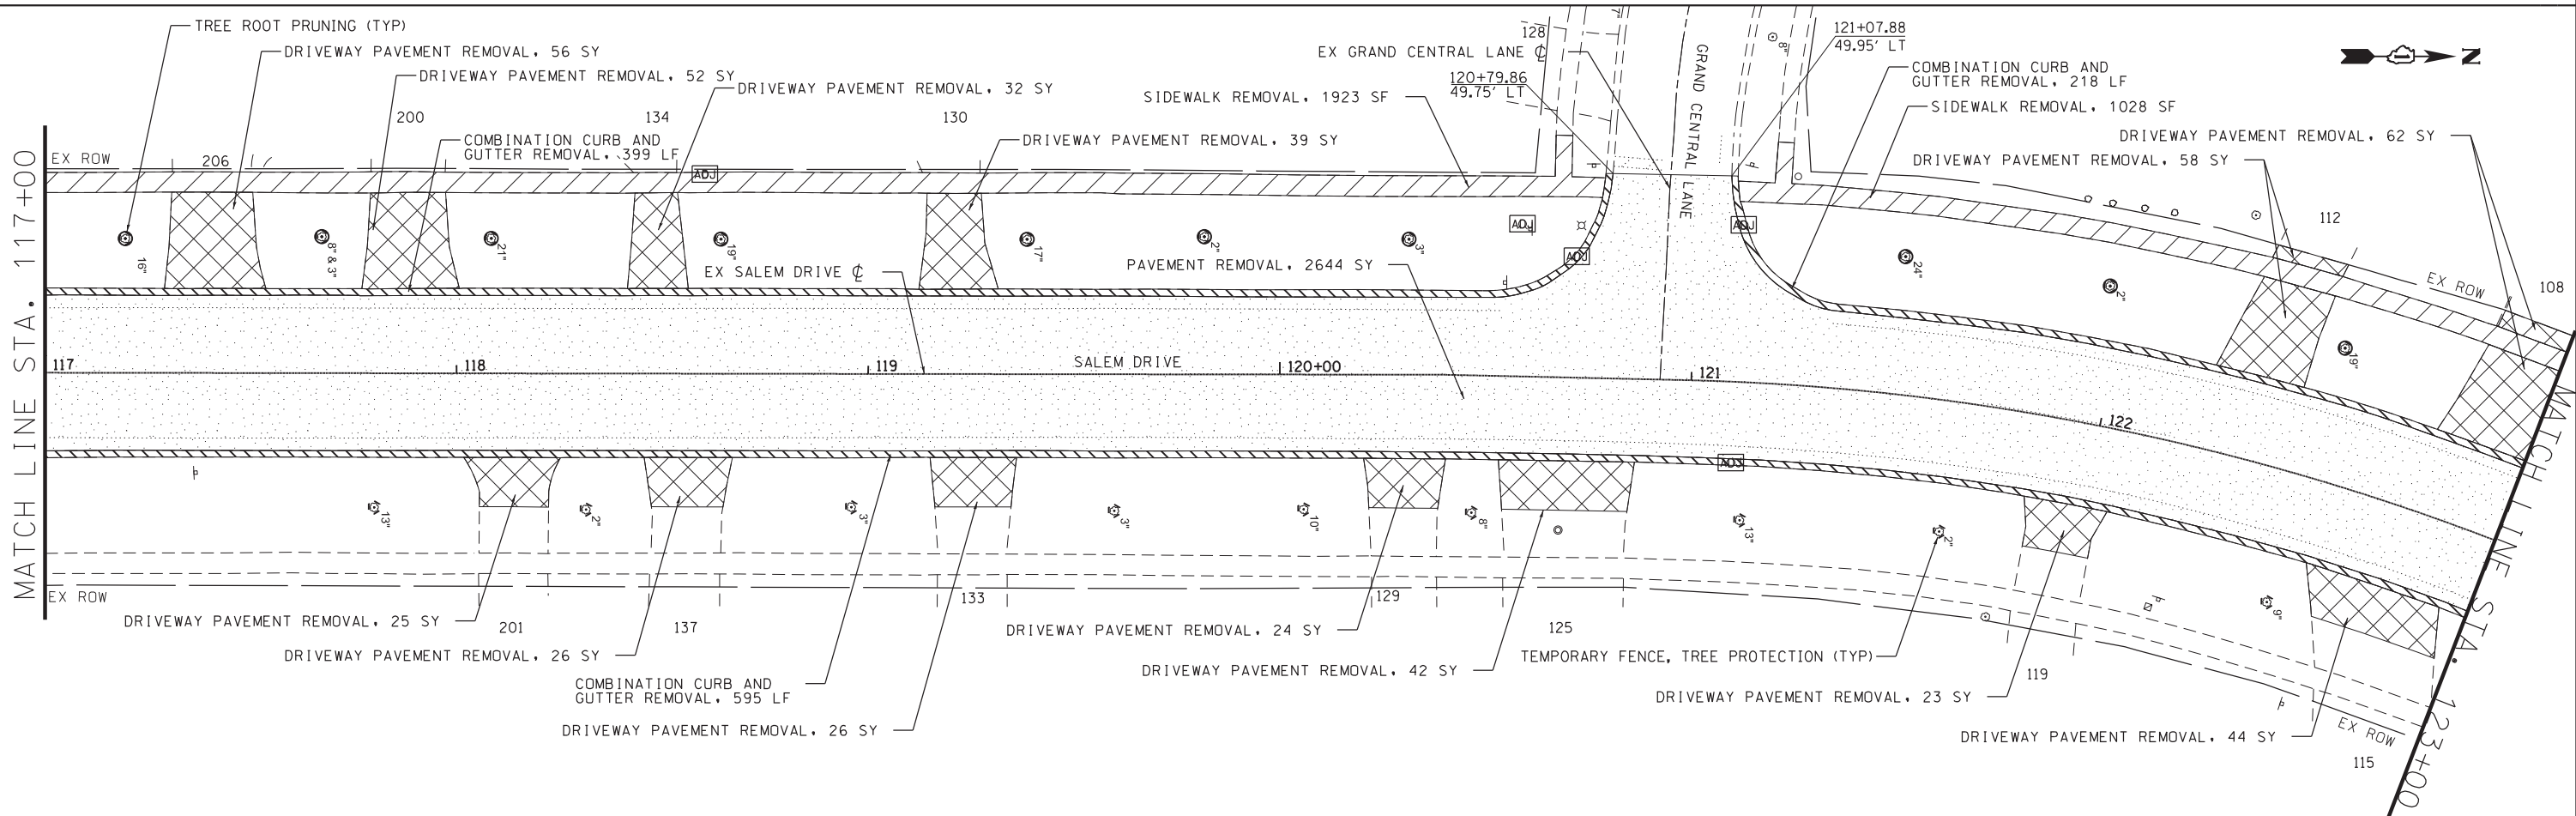 TREE ROOT PRUNING (TYP)
DRIVEWAY PAVEMENT REMOVAL, 56 SY
DRIVEWAY PAVEMENT REMOVAL, 52 SY
DRIVEWAY PAVEMENT REMOVAL, 32 SY
200
134
130
COMBINATION CURB AND
GUTTER REMOVAL, 399 LF
DRIVEWAY PAVEMENT REMOVAL, 39 SY
SIDEWALK REMOVAL, 1923 SF
EX GRAND CENTRAL LANE ℄
128
7"
120+79.86
49.75' LT
GRAND CENTRAL LANE
8"
121+07.88
49.95' LT
COMBINATION CURB AND
GUTTER REMOVAL, 218 LF
SIDEWALK REMOVAL, 1028 SF
DRIVEWAY PAVEMENT REMOVAL, 62 SY
DRIVEWAY PAVEMENT REMOVAL, 58 SY
N
MATCH LINE STA. 117+00
EX ROW
206
ADJ
112
EX ROW
108
16"
8" & 3"
21"
19"
17"
2"
3"
ADJ
ADJ
ADJ
24"
2"
19"
EX SALEM DRIVE ℄
PAVEMENT REMOVAL, 2644 SY
117
118
119
SALEM DRIVE
120+00
121
122
ADJ
13"
2"
3"
3"
10"
8"
13"
2"
9"
EX ROW
133
129
DRIVEWAY PAVEMENT REMOVAL, 25 SY
201
137
DRIVEWAY PAVEMENT REMOVAL, 24 SY
125
DRIVEWAY PAVEMENT REMOVAL, 26 SY
DRIVEWAY PAVEMENT REMOVAL, 42 SY
TEMPORARY FENCE, TREE PROTECTION (TYP)
119
COMBINATION CURB AND
GUTTER REMOVAL, 595 LF
DRIVEWAY PAVEMENT REMOVAL, 23 SY
DRIVEWAY PAVEMENT REMOVAL, 26 SY
DRIVEWAY PAVEMENT REMOVAL, 44 SY
EX ROW
115
MATCH LINE STA. 123+00